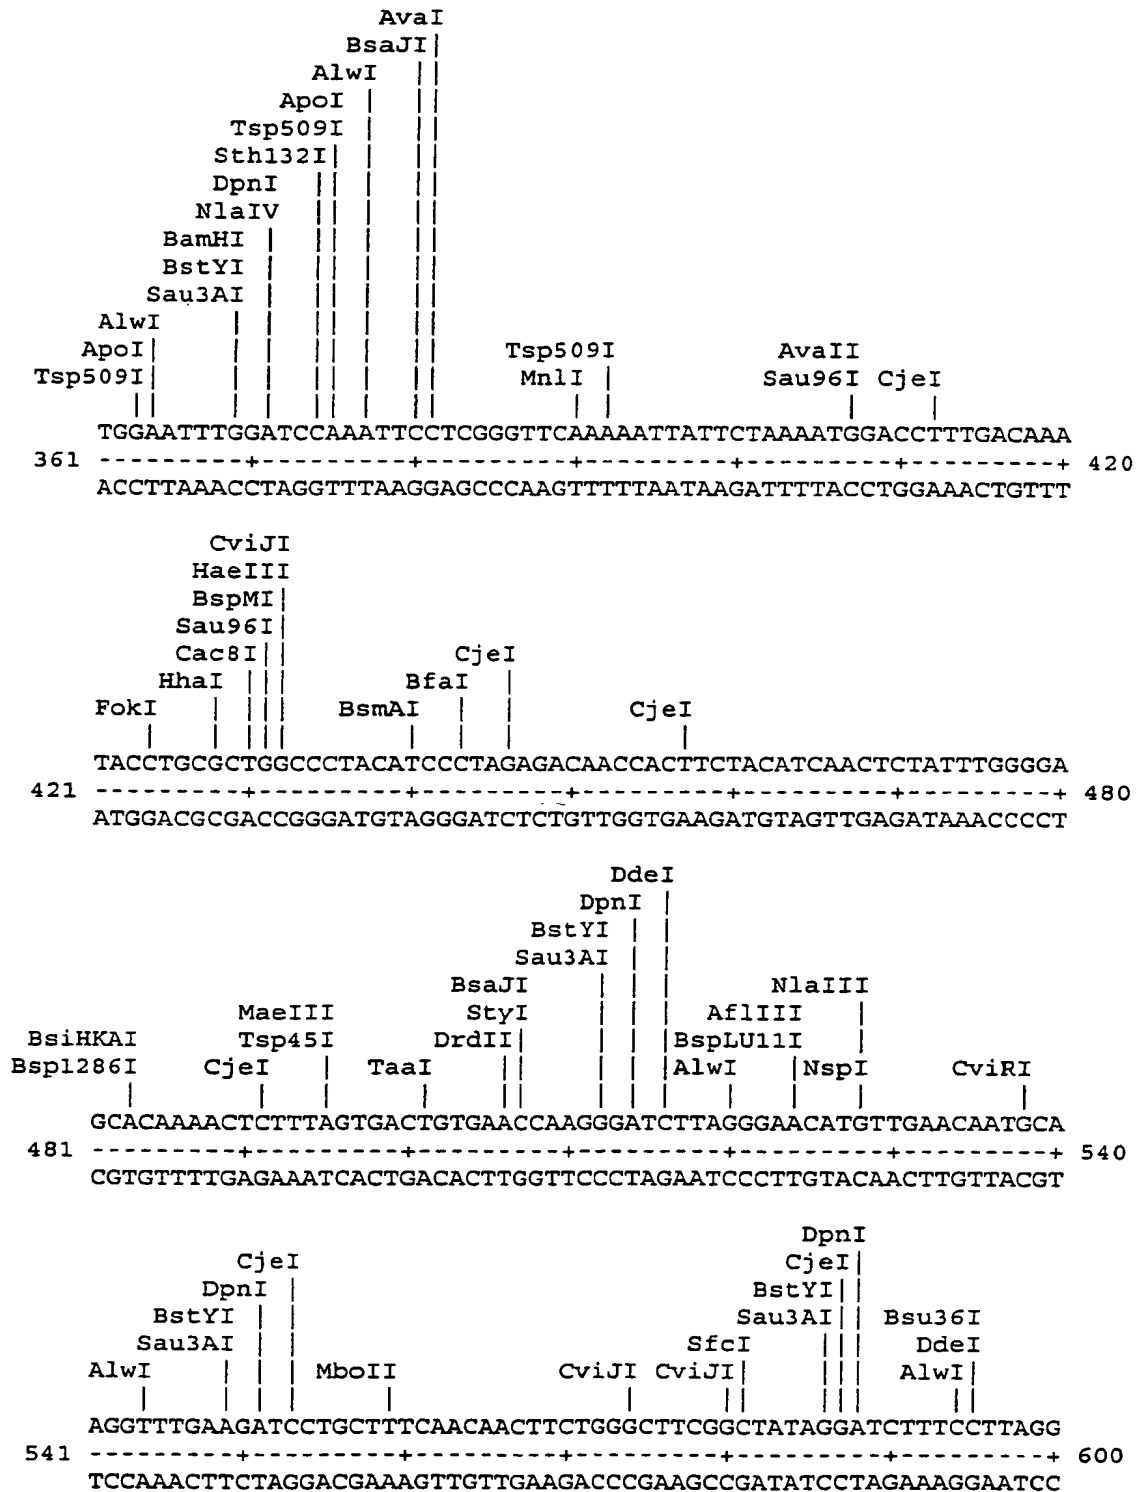 AvaI
BsaJI
AlwI
ApoI
Tsp509I
Sth132I
DpnI
NlaIV
BamHI
BstYI
Sau3AI
AlwI
ApoI Tsp509I AvaII
Tsp509I MnlI Sau96I CjeI
TGGAATTTGGATCCAAATTCCTCGGGTTCAAAAATTATTCTAAAATGGACCTTTGACAAA
361 ---------+---------+---------+---------+---------+---------+ 420
ACCTTAAACCTAGGTTTAAGGAGCCCAAGTTTTTAATAAGATTTTACCTGGAAACTGTTT
CviJI
HaeIII
BspMI
Sau96I
Cac8I CjeI
HhaI BfaI
FokI BsmAI CjeI
TACCTGCGCTGGCCCTACATCCCTAGAGACAACCACTTCTACATCAACTCTATTTGGGGA
421 ---------+---------+---------+---------+---------+---------+ 480
ATGGACGCGACCGGGATGTAGGGATCTCTGTTGGTGAAGATGTAGTTGAGATAAACCCCT
DdeI
DpnI
BstYI
Sau3AI
BsaJI NlaIII
MaeIII StyI AflIII
BsiHKAI Tsp45I DrdII BspLU11I
Bsp1286I CjeI TaaI AlwI NspI CviRI
GCACAAAACTCTTTAGTGACTGTGAACCAAGGGATCTTAGGGAACATGTTGAACAATGCA
481 ---------+---------+---------+---------+---------+---------+ 540
CGTGTTTTGAGAAATCACTGACACTTGGTTCCCTAGAATCCCTTGTACAACTTGTTACGT
DpnI
CjeI CjeI
DpnI BstYI
BstYI Sau3AI Bsu36I
Sau3AI SfcI DdeI
AlwI MboII CviJI CviJI AlwI
AGGTTTGAAGATCCTGCTTTCAACAACTTCTGGGCTTCGGCTATAGGATCTTTCCTTAGG
541 ---------+---------+---------+---------+---------+---------+ 600
TCCAAACTTCTAGGACGAAAGTTGTTGAAGACCCGAAGCCGATATCCTAGAAAGGAATCC